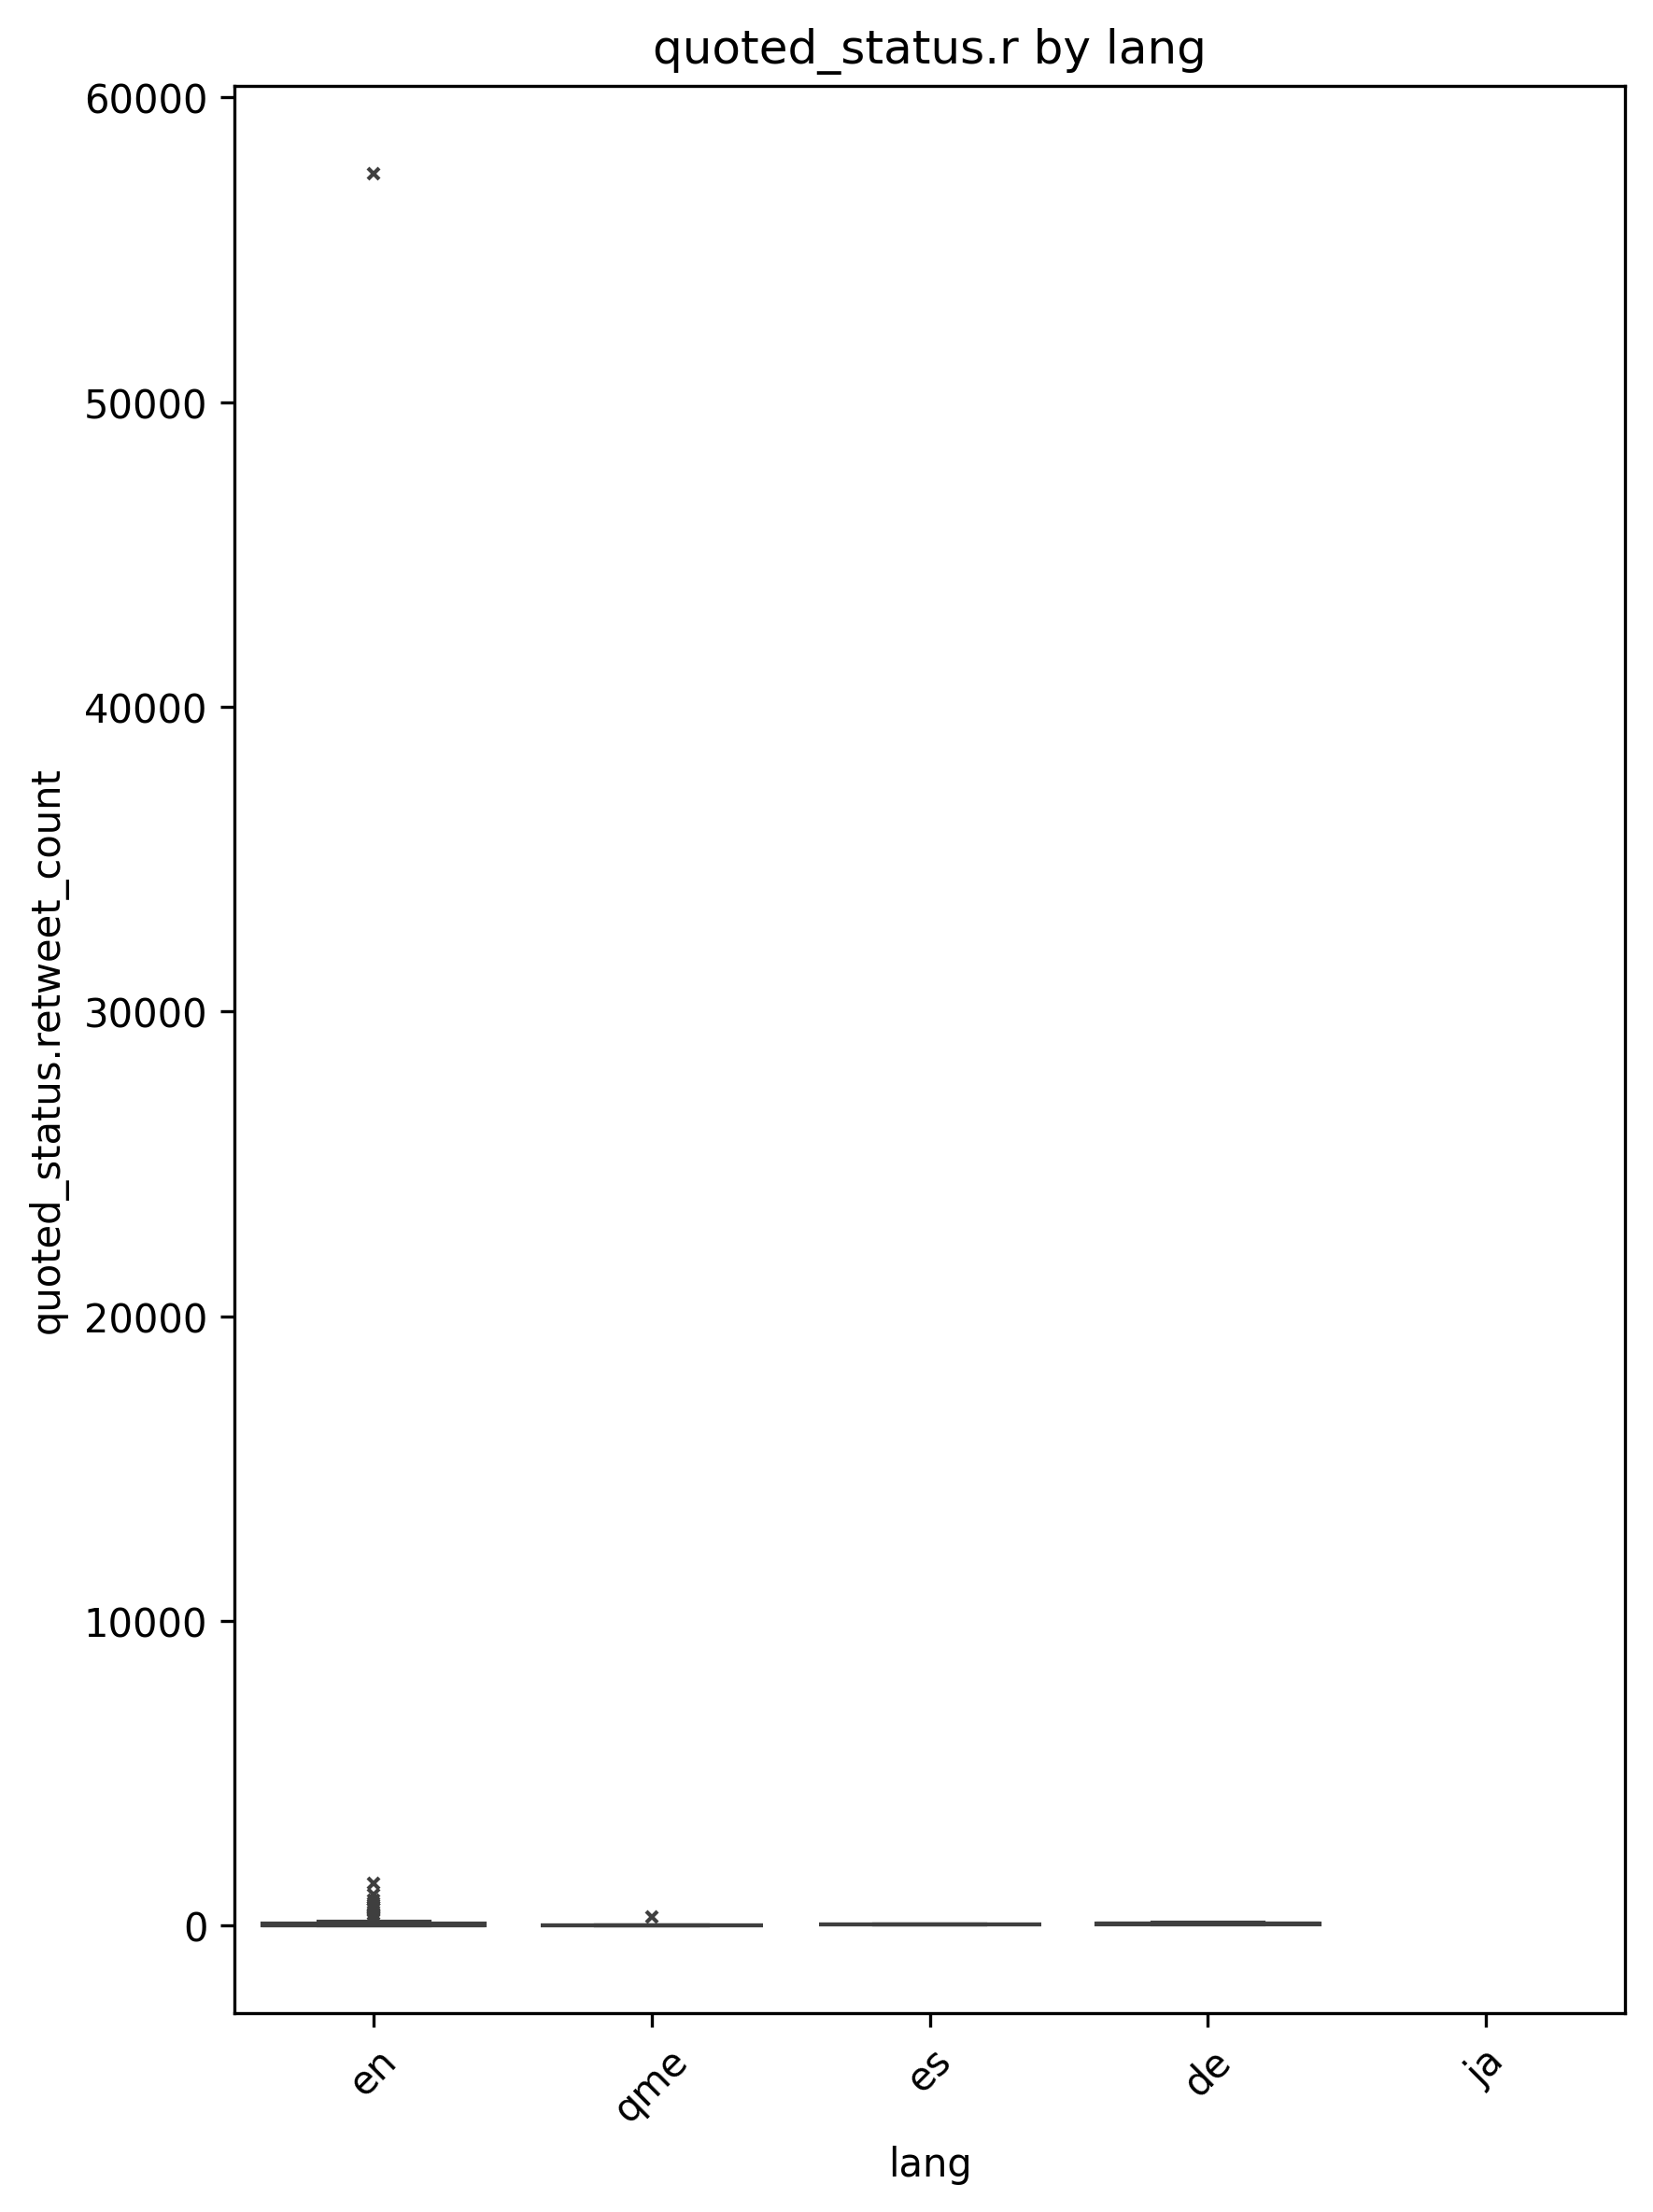 quoted_status.r by lang
60000
50000
40000
30000
20000
10000
0
quoted_status.retweet_count
en
qme
es
de
ja
lang